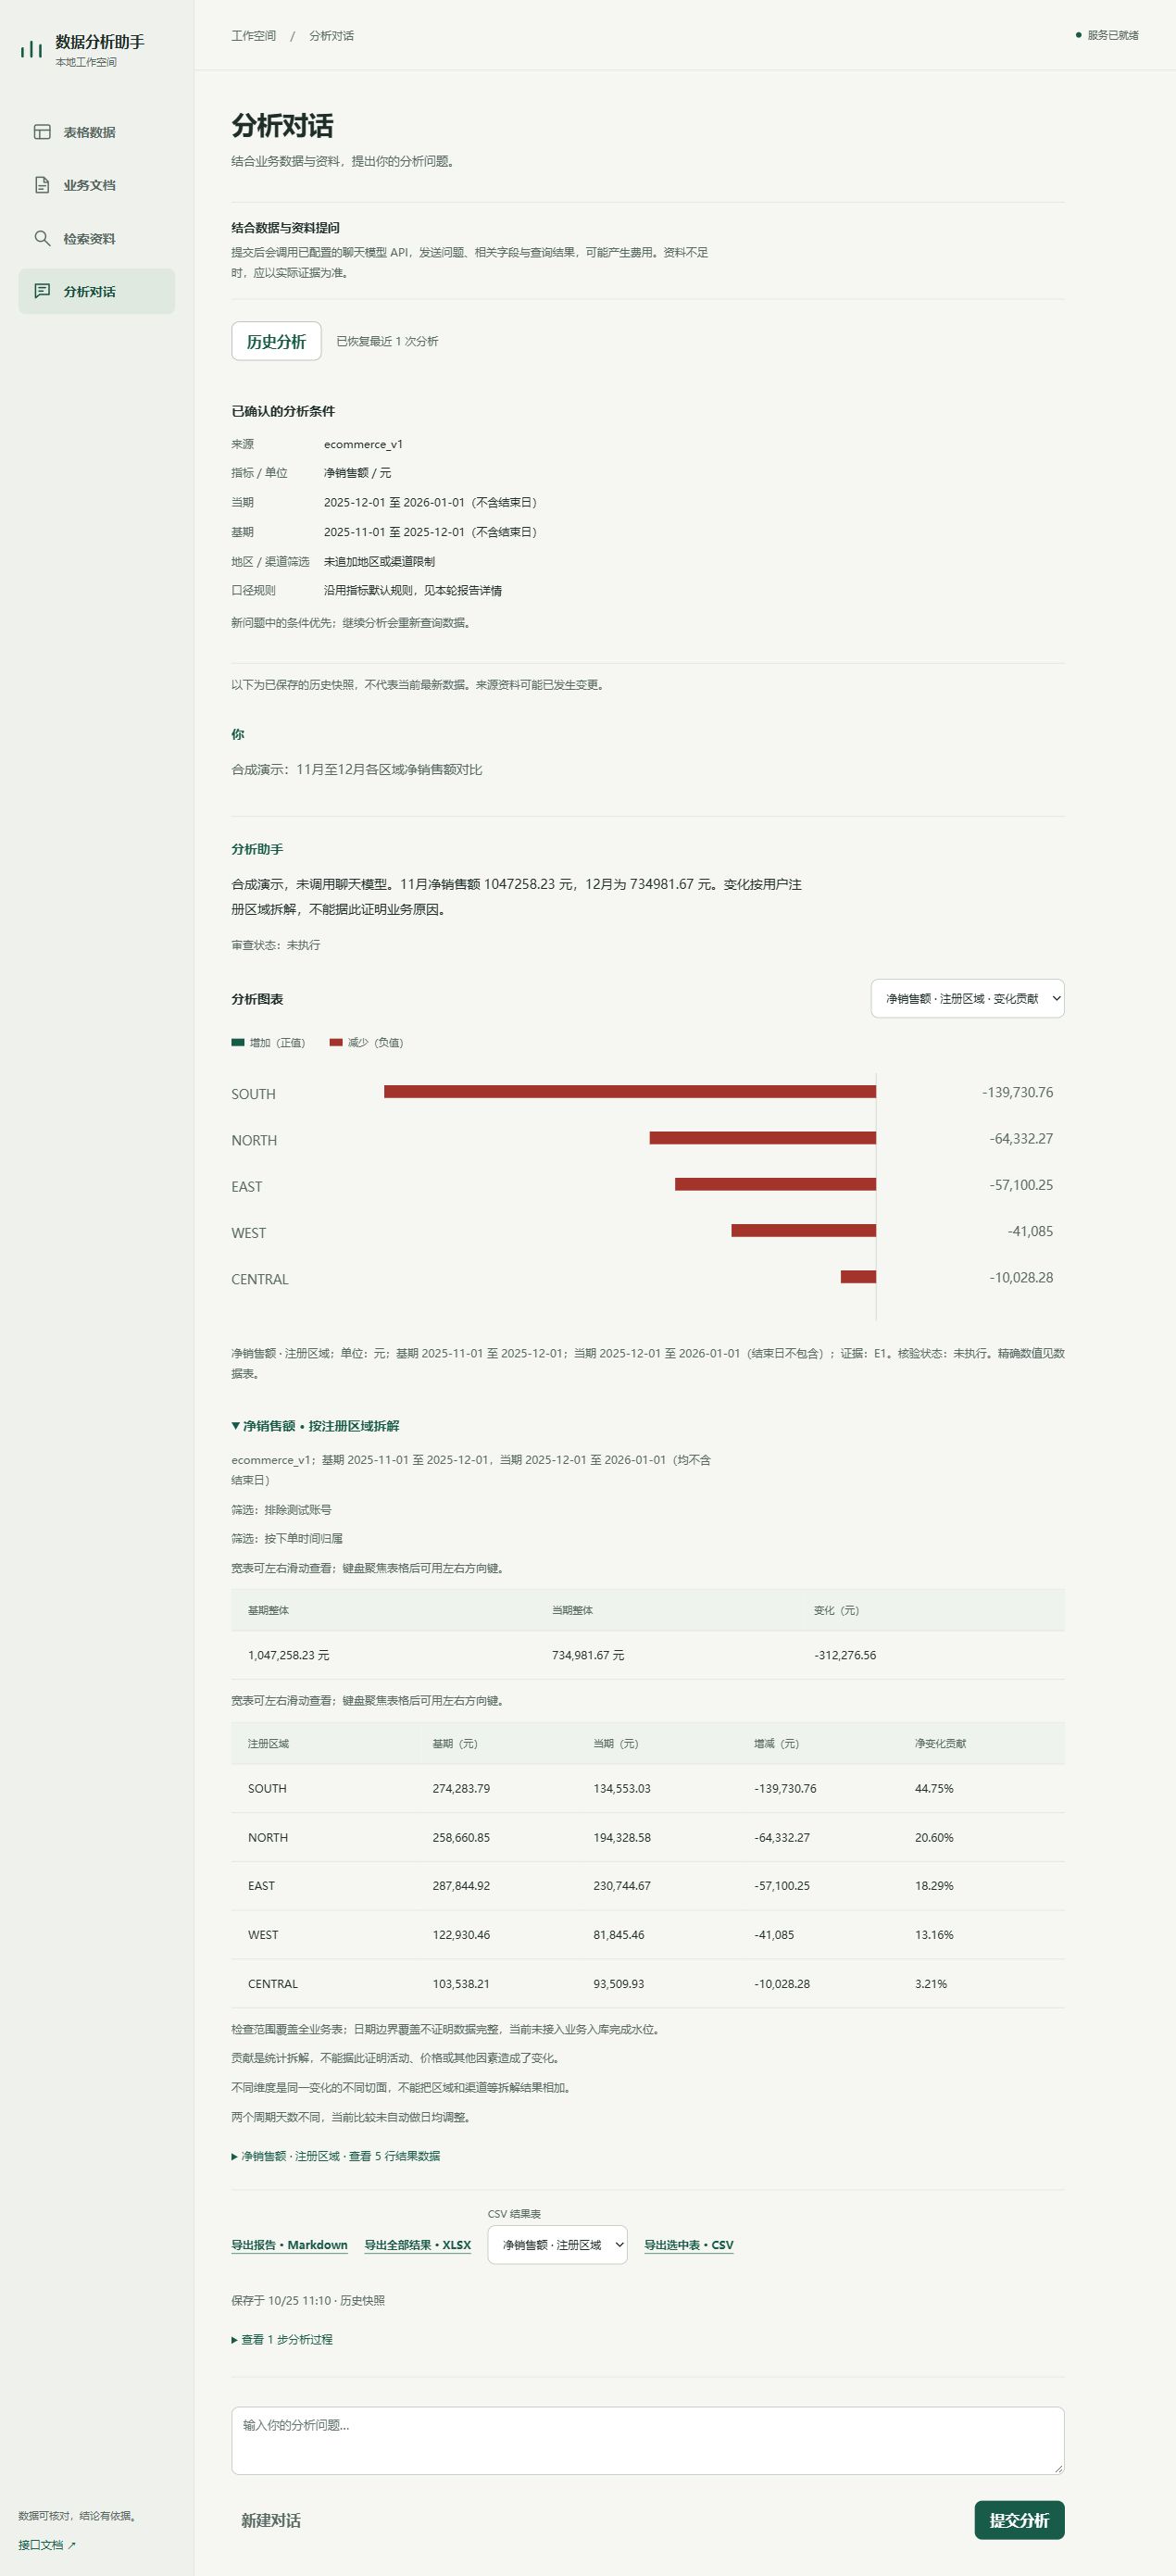 数据分析助手
本地工作空间
表格数据
业务文档
检索资料
分析对话
数据可核对，结论有依据。
接口文档 ↗
工作空间 / 分析对话
服务已就绪
分析对话
结合业务数据与资料，提出你的分析问题。
结合数据与资料提问
提交后会调用已配置的聊天模型 API，发送问题、相关字段与查询结果，可能产生费用。资料不足
时，应以实际证据为准。
历史分析
已恢复最近 1 次分析
已确认的分析条件
来源 ecommerce_v1
指标 / 单位 净销售额 / 元
当期 2025-12-01 至 2026-01-01（不含结束日）
基期 2025-11-01 至 2025-12-01（不含结束日）
地区 / 渠道筛选 未追加地区或渠道限制
口径规则 沿用指标默认规则，见本轮报告详情
新问题中的条件优先；继续分析会重新查询数据。
以下为已保存的历史快照，不代表当前最新数据。来源资料可能已发生变更。
你
合成演示：11月至12月各区域净销售额对比
分析助手
合成演示，未调用聊天模型。11月净销售额 1047258.23 元，12月为 734981.67 元。变化按用户注
册区域拆解，不能据此证明业务原因。
审查状态：未执行
分析图表
净销售额 · 注册区域 · 变化贡献
增加（正值） 减少（负值）
SOUTH -139,730.76
NORTH -64,332.27
EAST -57,100.25
WEST -41,085
CENTRAL -10,028.28
净销售额 · 注册区域；单位：元；基期 2025-11-01 至 2025-12-01；当期 2025-12-01 至 2026-01-01（结束日不包含）；证据：E1。核验状态：未执行。精确数值见数
据表。
▼ 净销售额 • 按注册区域拆解
ecommerce_v1；基期 2025-11-01 至 2025-12-01，当期 2025-12-01 至 2026-01-01（均不含
结束日）
筛选：排除测试账号
筛选：按下单时间归属
宽表可左右滑动查看；键盘聚焦表格后可用左右方向键。
基期整体 当期整体 变化（元）
1,047,258.23 元 734,981.67 元 -312,276.56
宽表可左右滑动查看；键盘聚焦表格后可用左右方向键。
注册区域 基期（元） 当期（元） 增减（元） 净变化贡献
SOUTH 274,283.79 134,553.03 -139,730.76 44.75%
NORTH 258,660.85 194,328.58 -64,332.27 20.60%
EAST 287,844.92 230,744.67 -57,100.25 18.29%
WEST 122,930.46 81,845.46 -41,085 13.16%
CENTRAL 103,538.21 93,509.93 -10,028.28 3.21%
检查范围覆盖全业务表；日期边界覆盖不证明数据完整，当前未接入业务入库完成水位。
贡献是统计拆解，不能据此证明活动、价格或其他因素造成了变化。
不同维度是同一变化的不同切面，不能把区域和渠道等拆解结果相加。
两个周期天数不同，当前比较未自动做日均调整。
▶ 净销售额 · 注册区域 · 查看 5 行结果数据
CSV 结果表
导出报告 • Markdown 导出全部结果 • XLSX 净销售额 · 注册区域 导出选中表 • CSV
保存于 10/25 11:10 · 历史快照
▶ 查看 1 步分析过程
输入你的分析问题...
新建对话
提交分析